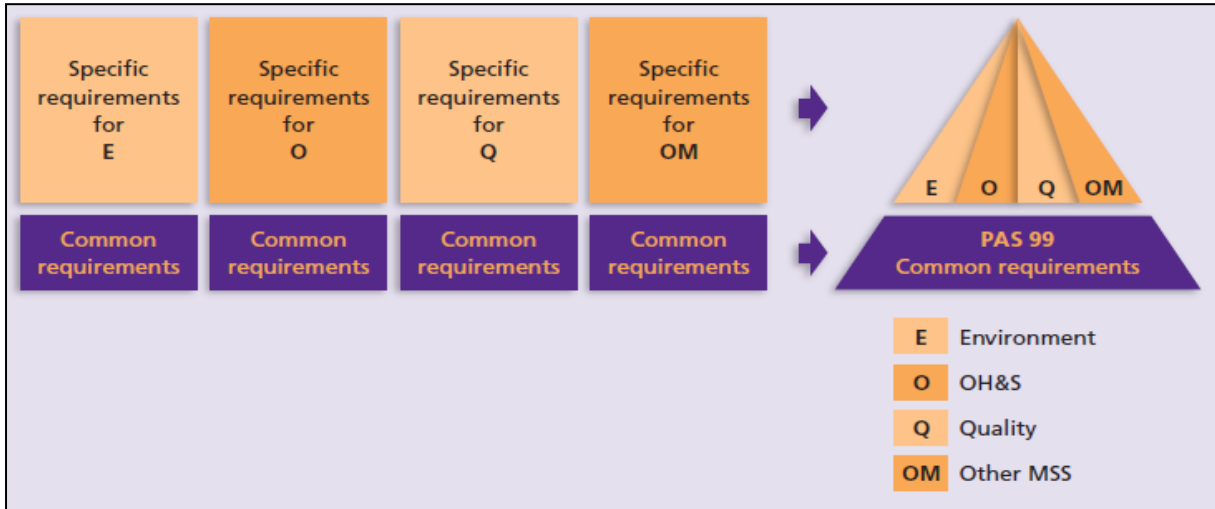 Specific
requirements
for
E
Specific
requirements
for
O
Specific
requirements
for
Q
Specific
requirements
for
OM
Common
requirements
Common
requirements
Common
requirements
Common
requirements
E O Q OM
PAS 99
Common requirements
E Environment
O OH&S
Q Quality
OM Other MSS